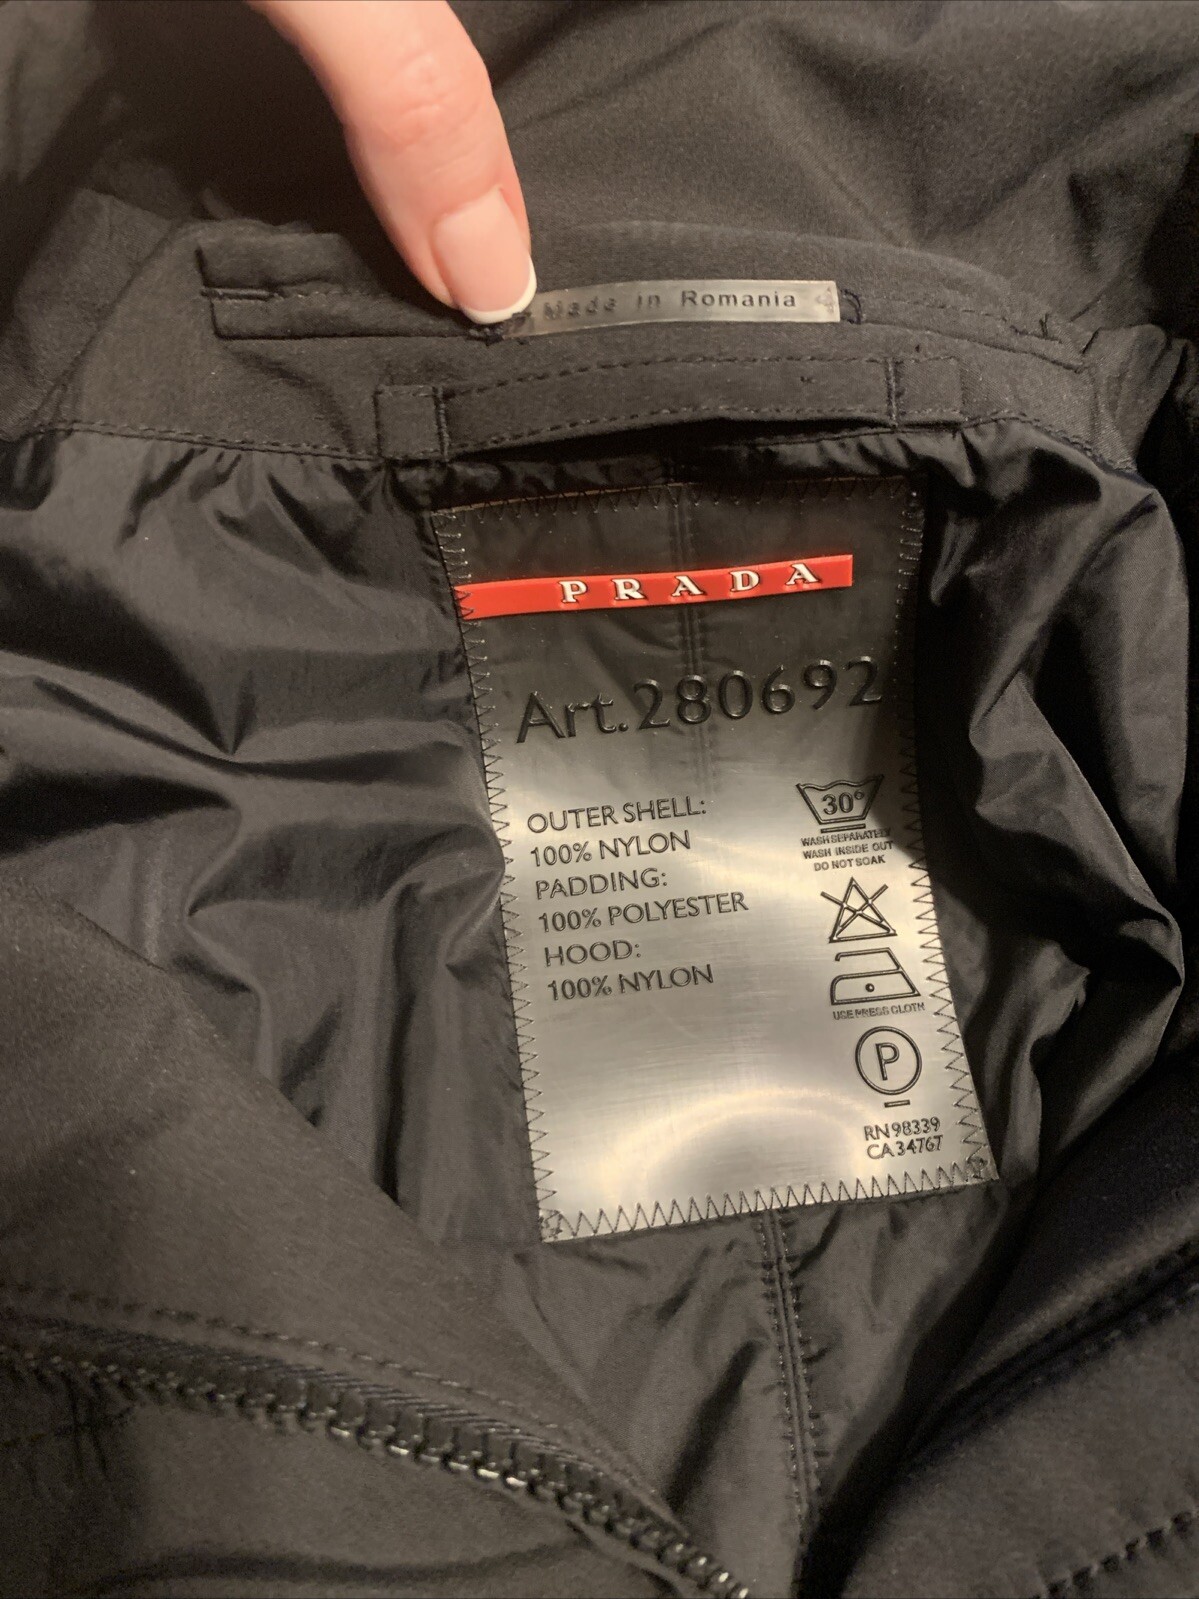 Made in Romania
PRADA
Art.280692
OUTER SHELL:
100% NYLON
PADDING:
100% POLYESTER
HOOD:
100% NYLON
30°
WASH SEPARATELY
WASH INSIDE OUT
DO NOT SOAK
USE PRESS CLOTH
P
RN 98339
CA 34767